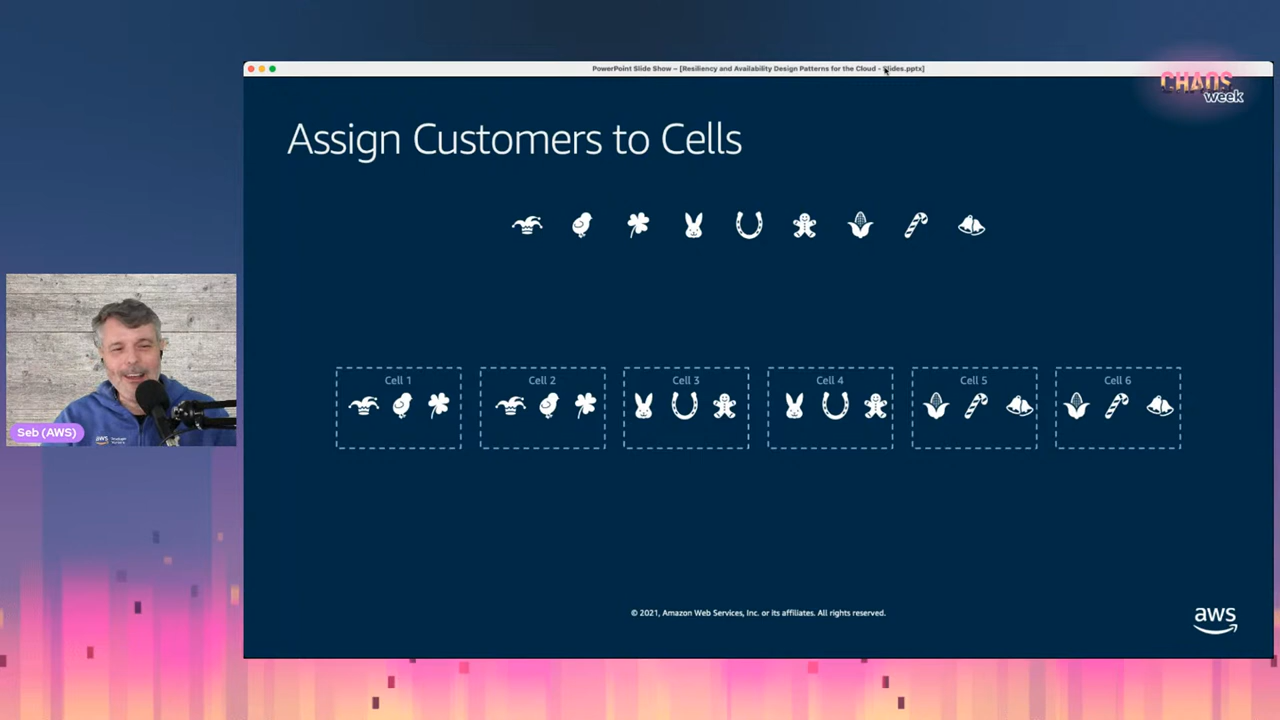 PowerPoint Slide Show – [Resiliency and Availability Design Patterns for the Cloud - Slides.pptx]
CHAOS
week
Assign Customers to Cells
Cell 1
Cell 2
Cell 3
Cell 4
Cell 5
Cell 6
Seb (AWS)
aws
© 2021, Amazon Web Services, Inc. or its affiliates. All rights reserved.
aws